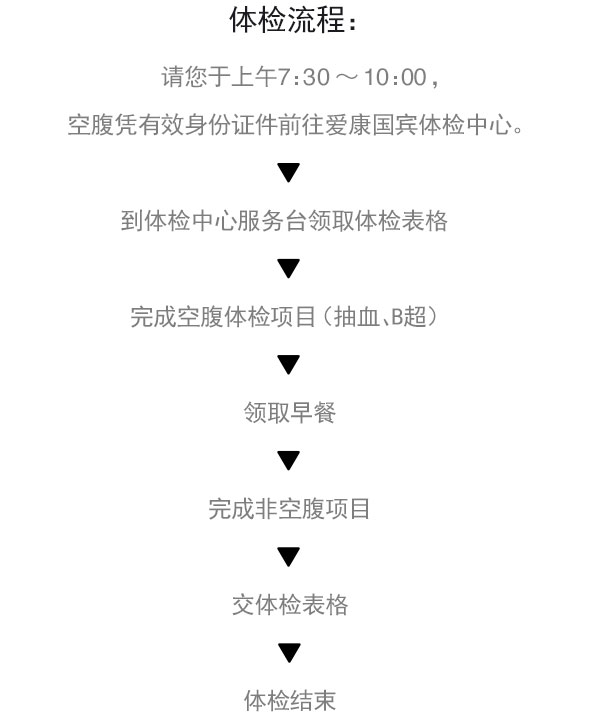 体检流程：
请您于上午7:30～10:00，
空腹凭有效身份证件前往爱康国宾体检中心。
到体检中心服务台领取体检表格
完成空腹体检项目（抽血、B超）
领取早餐
完成非空腹项目
交体检表格
体检结束